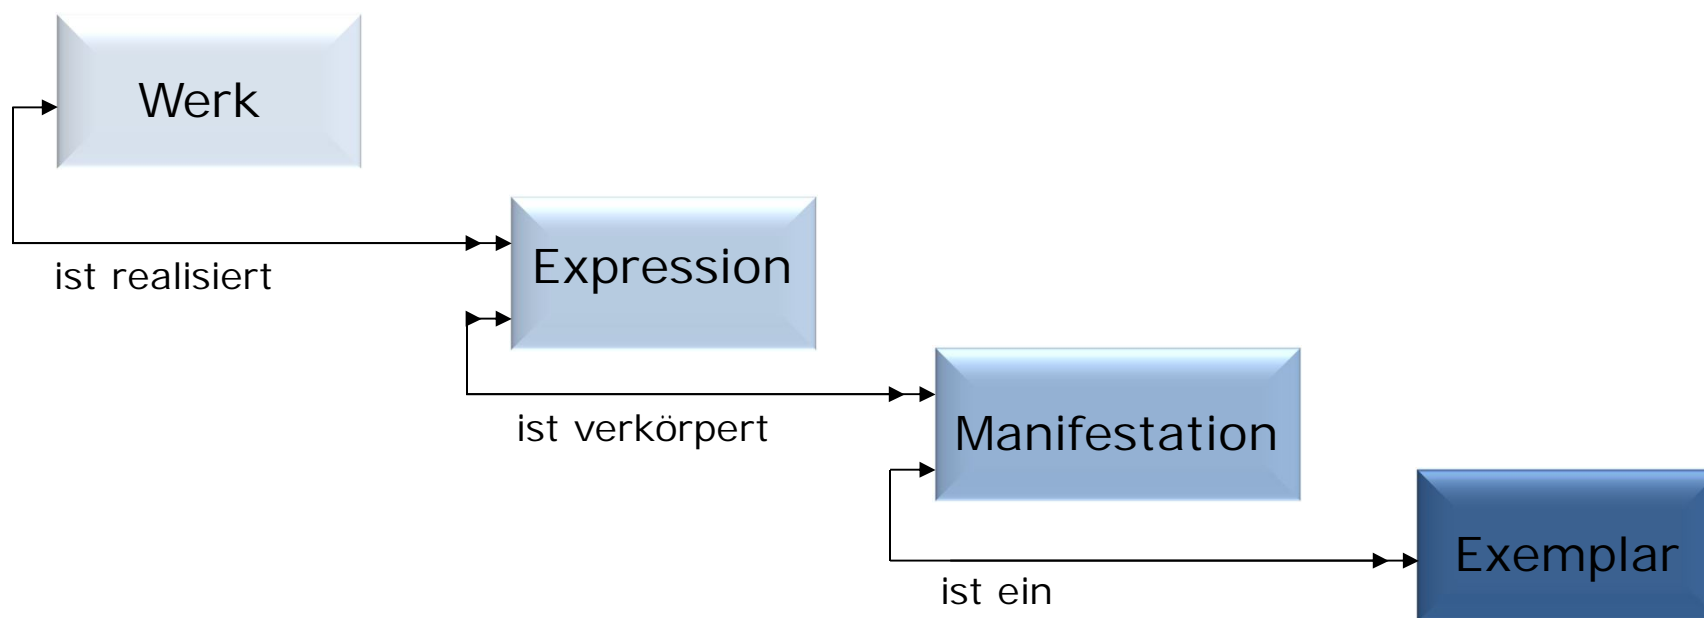 Werk
ist realisiert
Expression
ist verkörpert
Manifestation
ist ein
Exemplar